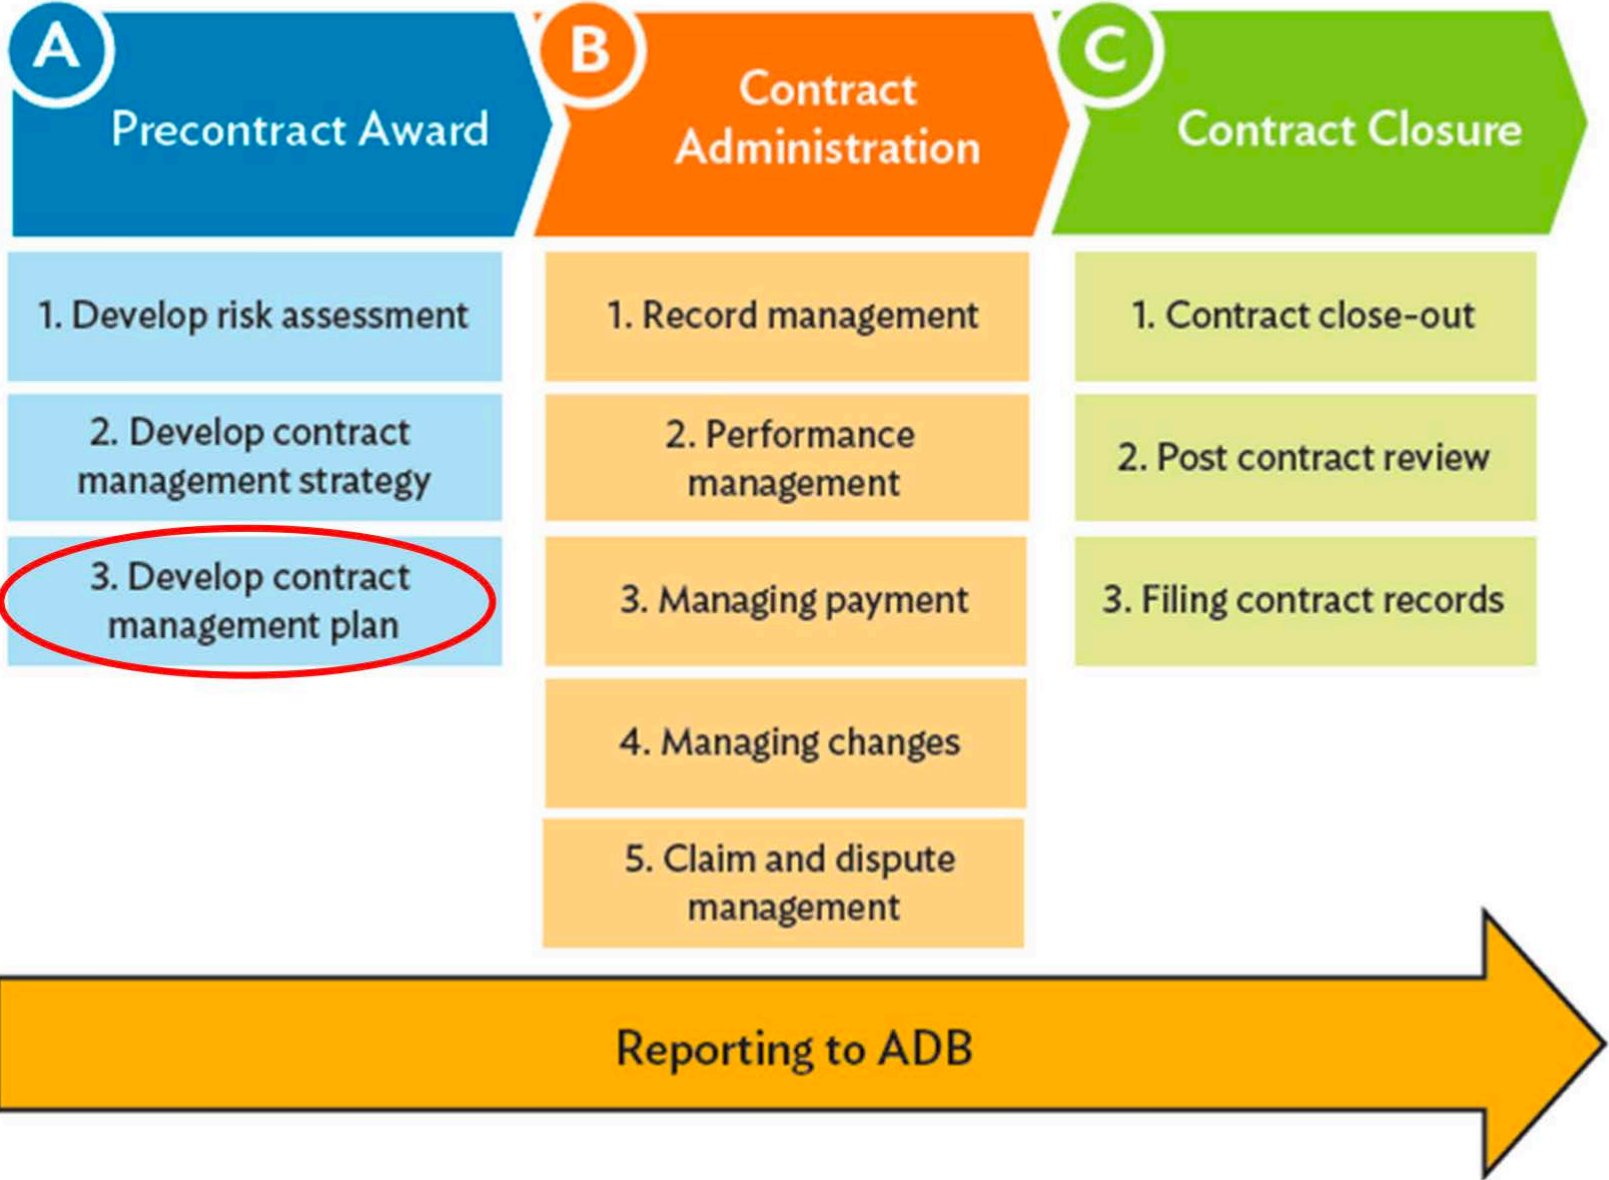 A
Precontract Award
B
Contract
Administration
C
Contract Closure
1. Develop risk assessment
2. Develop contract
management strategy
3. Develop contract
management plan
1. Record management
2. Performance
management
3. Managing payment
4. Managing changes
5. Claim and dispute
management
1. Contract close-out
2. Post contract review
3. Filing contract records
Reporting to ADB